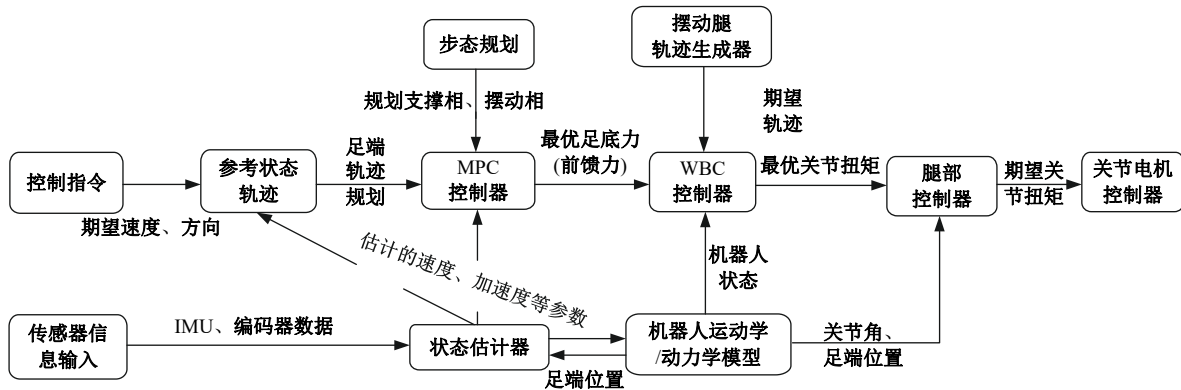 步态规划
摆动腿
轨迹生成器
规划支撑相、摆动相
期望
轨迹
控制指令
期望速度、方向
参考状态
轨迹
足端
轨迹
规划
MPC
控制器
最优足底力
(前馈力)
WBC
控制器
最优关节扭矩
腿部
控制器
期望关
节扭矩
关节电机
控制器
估计的速度、加速度等参数
机器人
状态
传感器信
息输入
IMU、编码器数据
状态估计器
足端位置
机器人运动学
/动力学模型
关节角、
足端位置